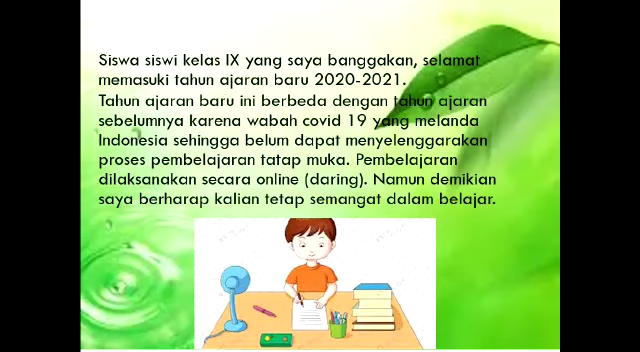 Siswa siswi kelas IX yang saya banggakan, selamat
memasuki tahun ajaran baru 2020-2021.
Tahun ajaran baru ini berbeda dengan tahun ajaran
sebelumnya karena wabah covid 19 yang melanda
Indonesia sehingga belum dapat menyelenggarakan
proses pembelajaran tatap muka. Pembelajaran
dilaksanakan secara online (daring). Namun demikian
saya berharap kalian tetap semangat dalam belajar.